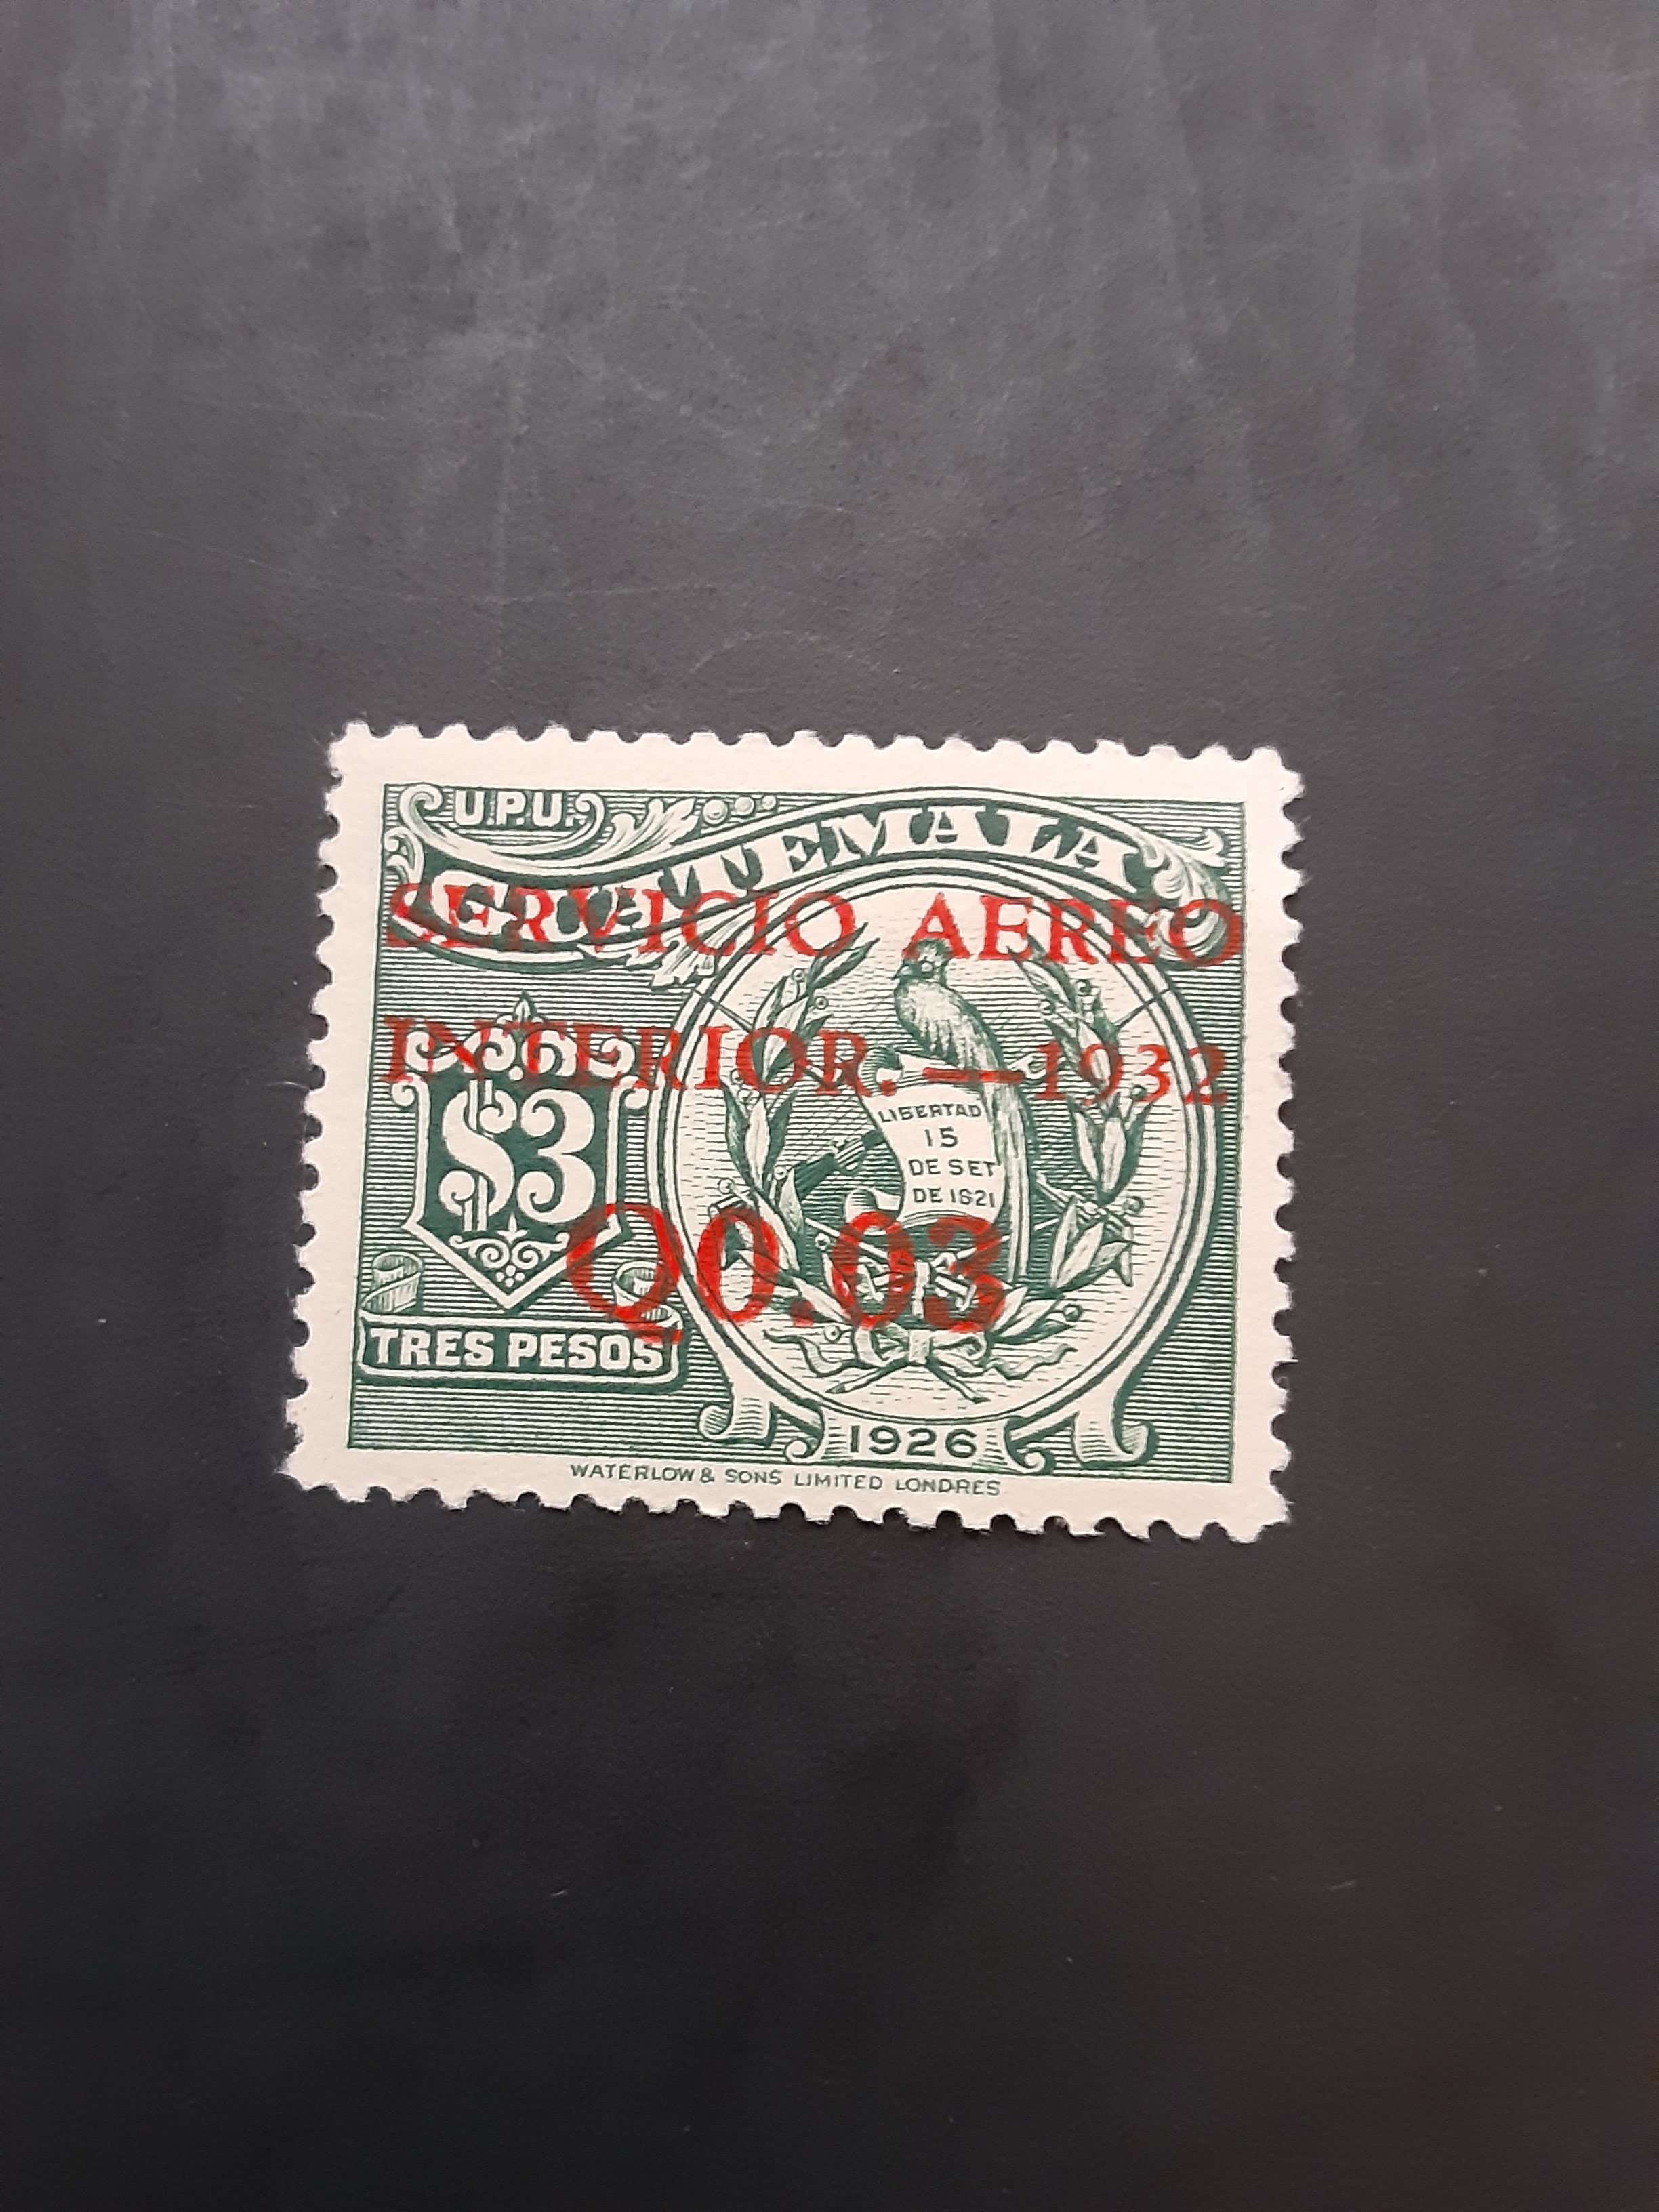 U.P.U.
GUATEMALA
SERVICIO AEREO
INTERIOR. — 1932
$3
LIBERTAD
15
DE SET
DE 1821
Q0.03
TRES PESOS
1926
WATERLOW & SONS LIMITED LONDRES